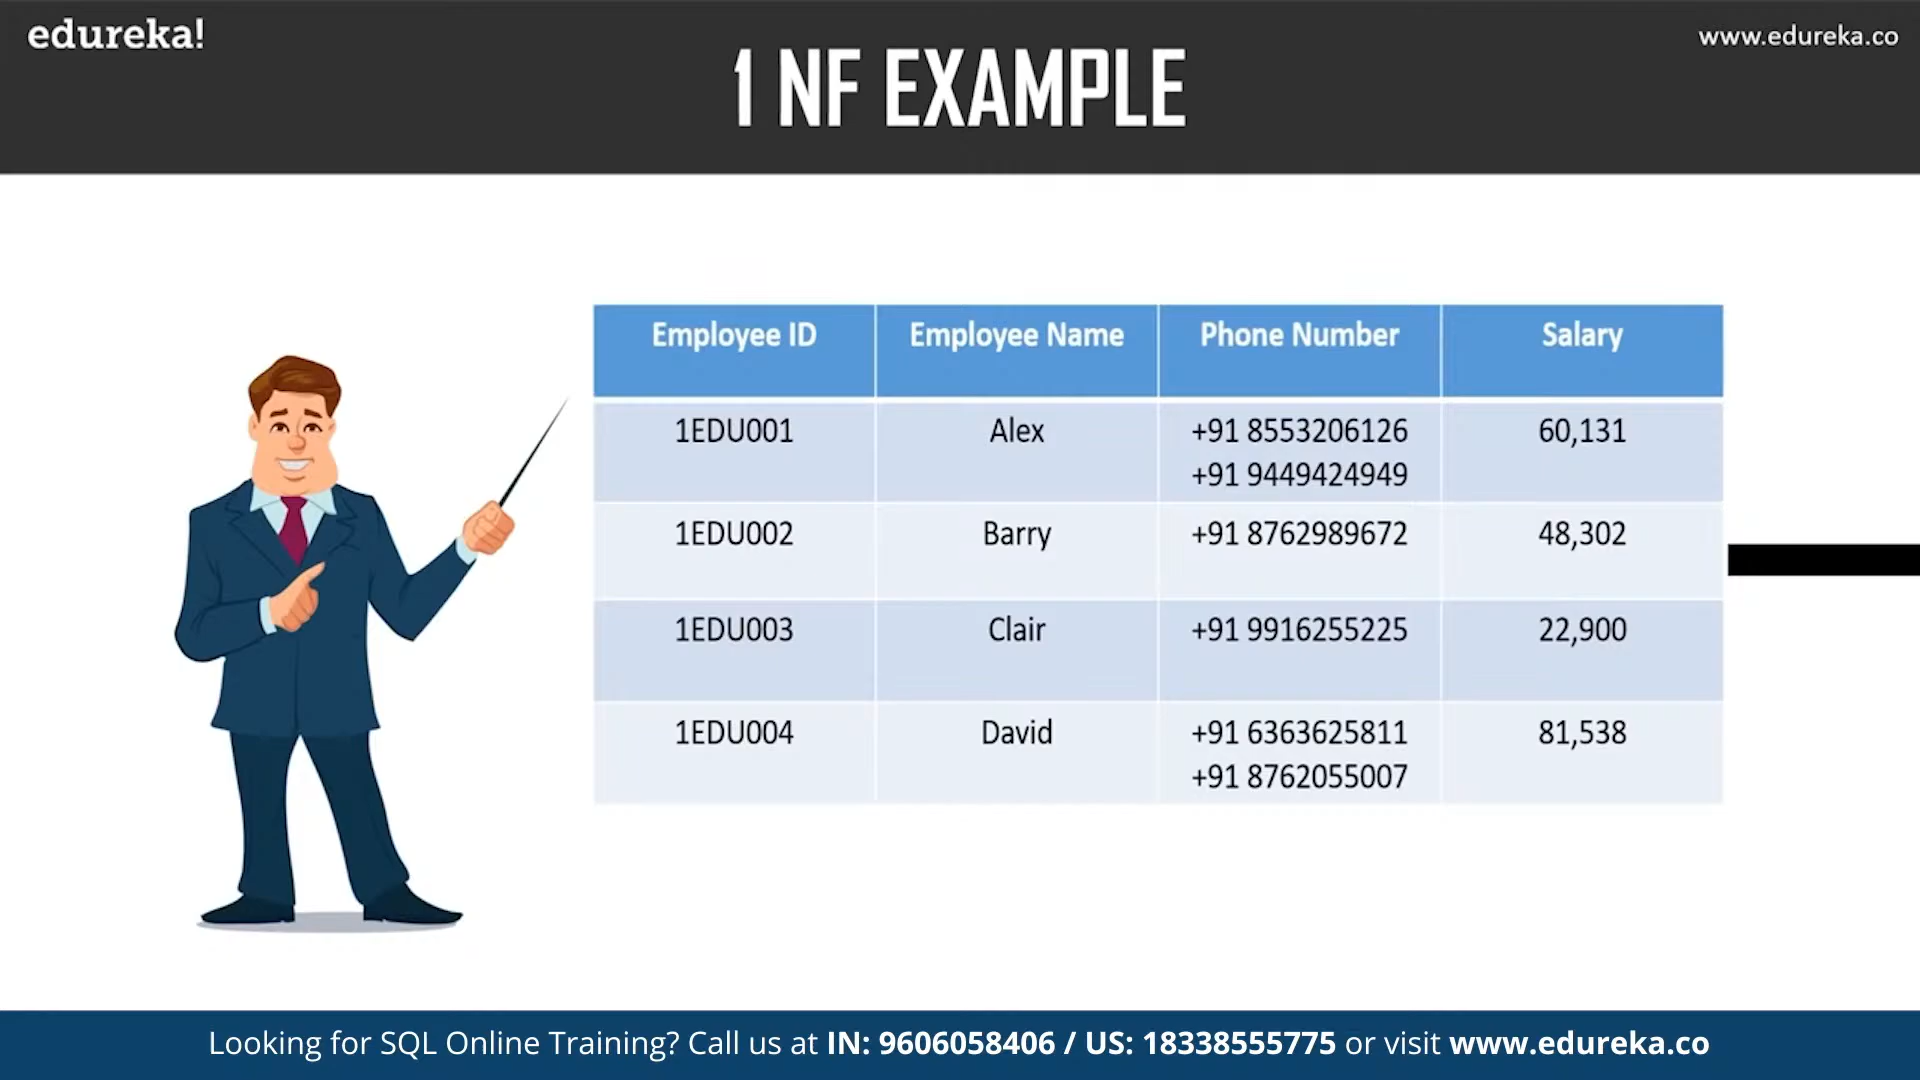 edureka!
www.edureka.co
1 NF EXAMPLE
Employee ID Employee Name Phone Number Salary
1EDU001 Alex +91 8553206126 60,131
+91 9449424949
1EDU002 Barry +91 8762989672 48,302
1EDU003 Clair +91 9916255225 22,900
1EDU004 David +91 6363625811 81,538
+91 8762055007
Looking for SQL Online Training? Call us at IN: 9606058406 / US: 18338555775 or visit www.edureka.co